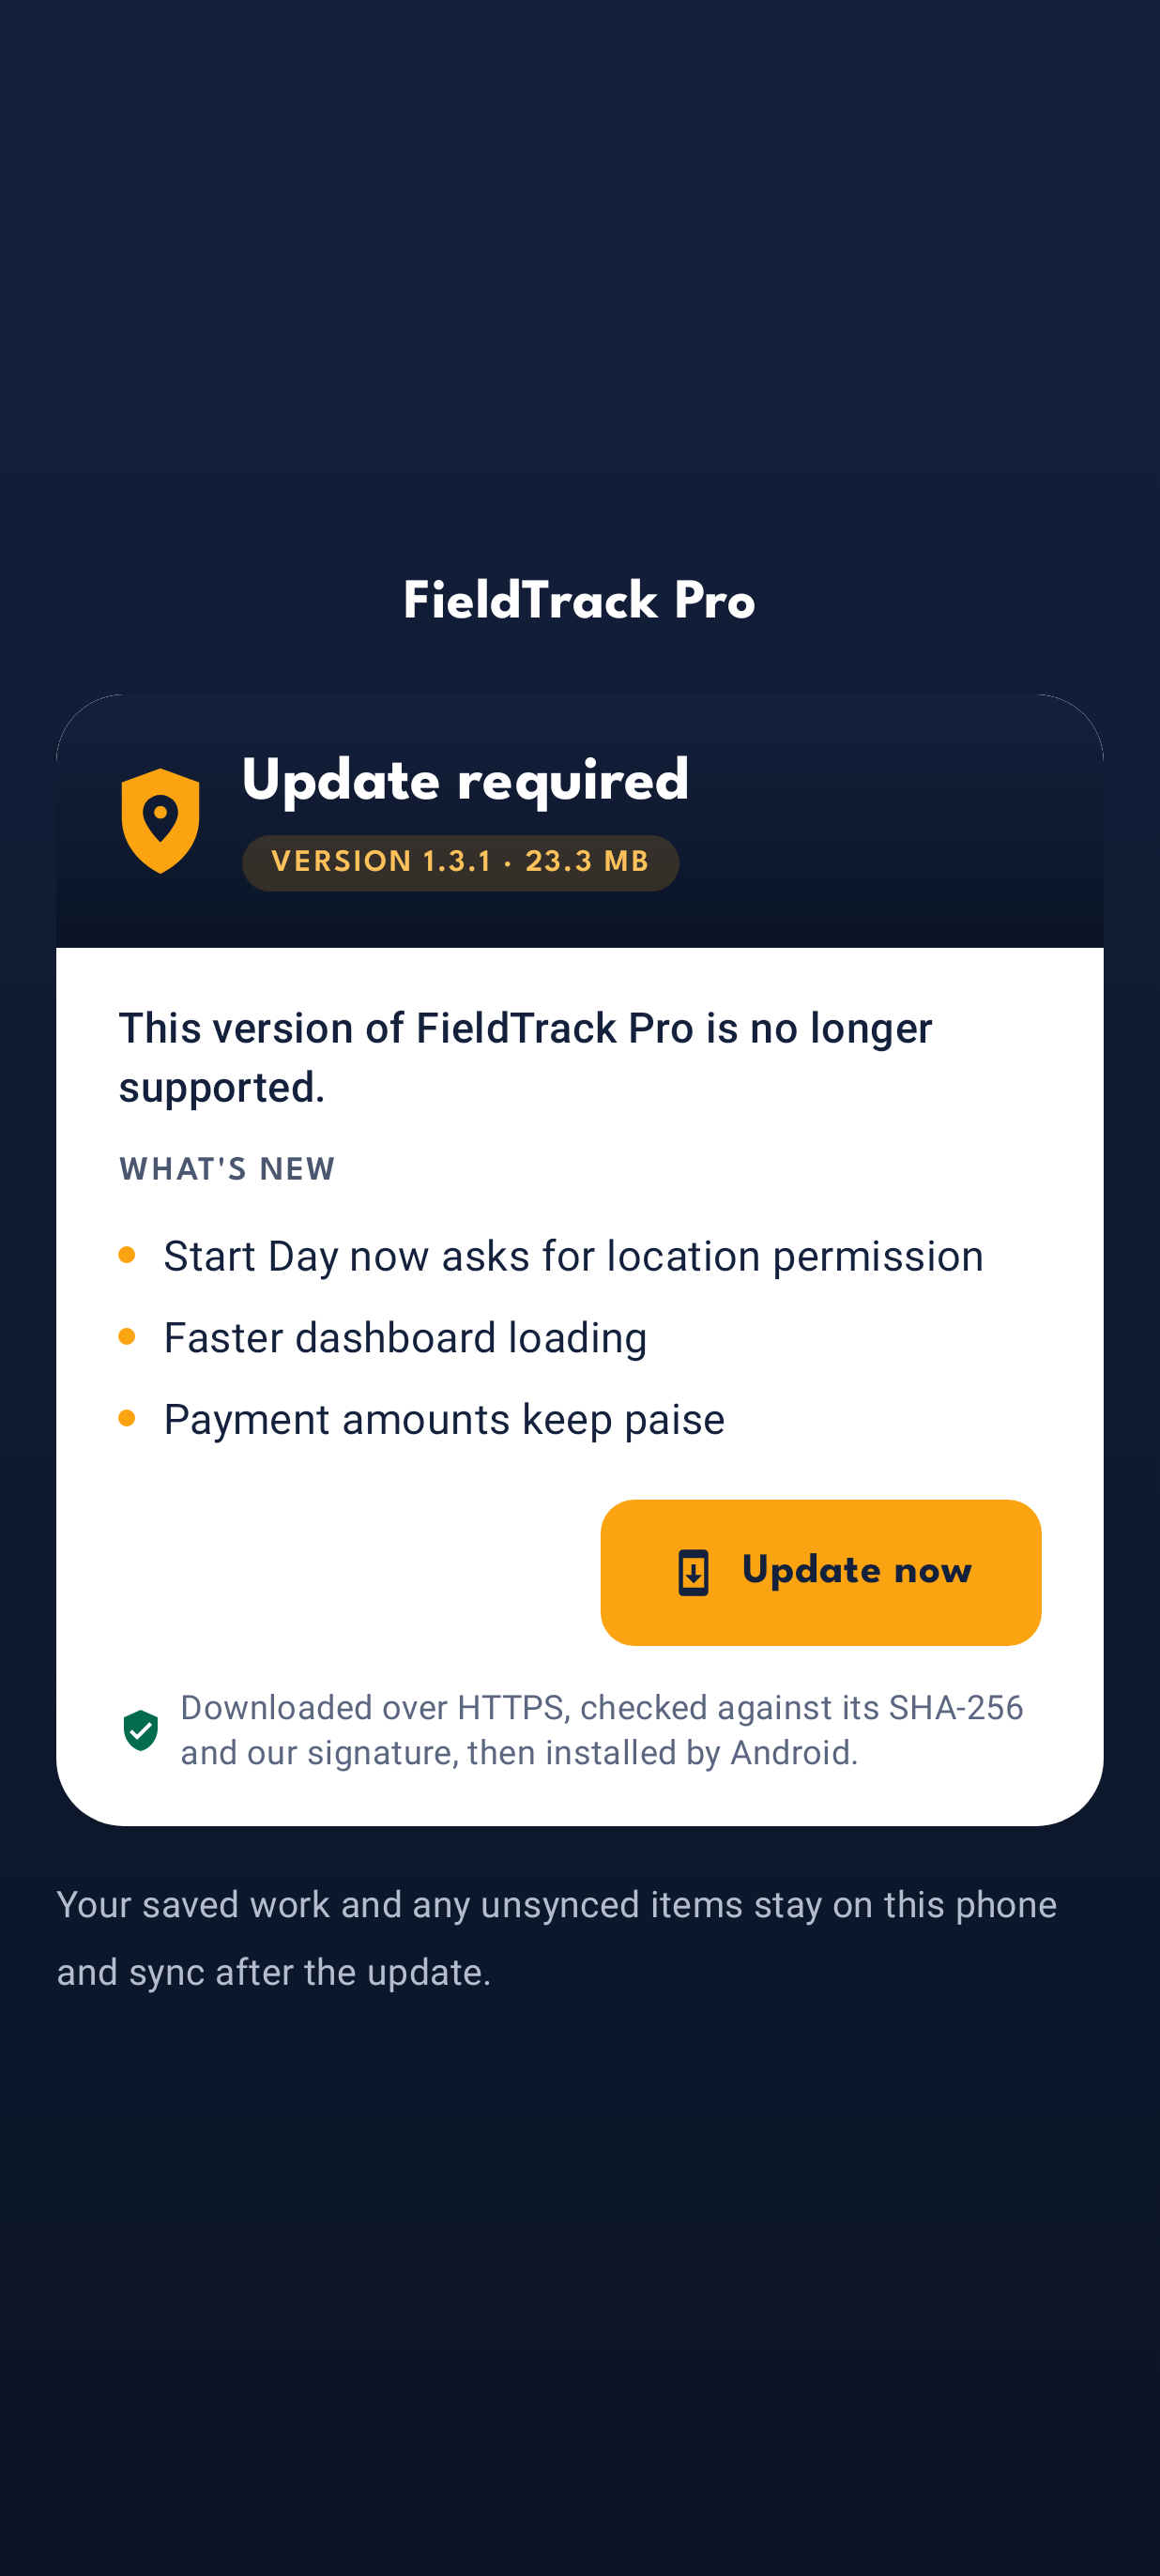 FieldTrack Pro
Update required
VERSION 1.3.1 · 23.3 MB
This version of FieldTrack Pro is no longer
supported.
WHAT'S NEW
Start Day now asks for location permission
Faster dashboard loading
Payment amounts keep paise
Update now
Downloaded over HTTPS, checked against its SHA-256
and our signature, then installed by Android.
Your saved work and any unsynced items stay on this phone
and sync after the update.